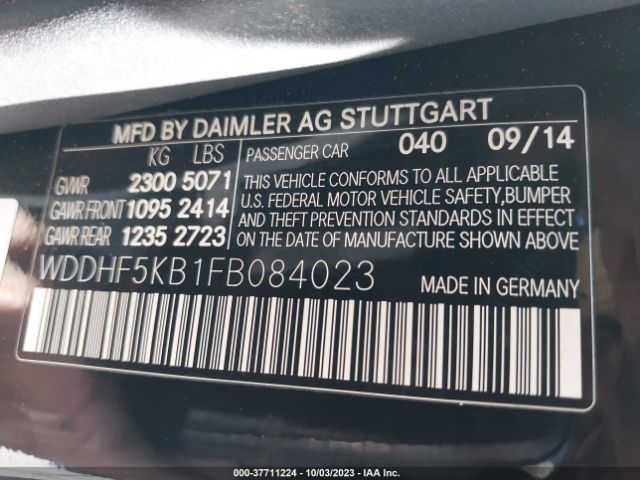 MFD BY DAIMLER AG STUTTGART
KG LBS PASSENGER CAR 040 09/14
GVWR 2300 5071
GAWR FRONT 1095 2414
GAWR REAR 1235 2723
THIS VEHICLE CONFORMS TO ALL APPLICABLE
U.S. FEDERAL MOTOR VEHICLE SAFETY,BUMPER
AND THEFT PREVENTION STANDARDS IN EFFECT
ON THE DATE OF MANUFACTURE SHOWN ABOVE
WDDHF5KB1FB084023
MADE IN GERMANY
000-37711224 | 10/03/2023 | IAA Inc.